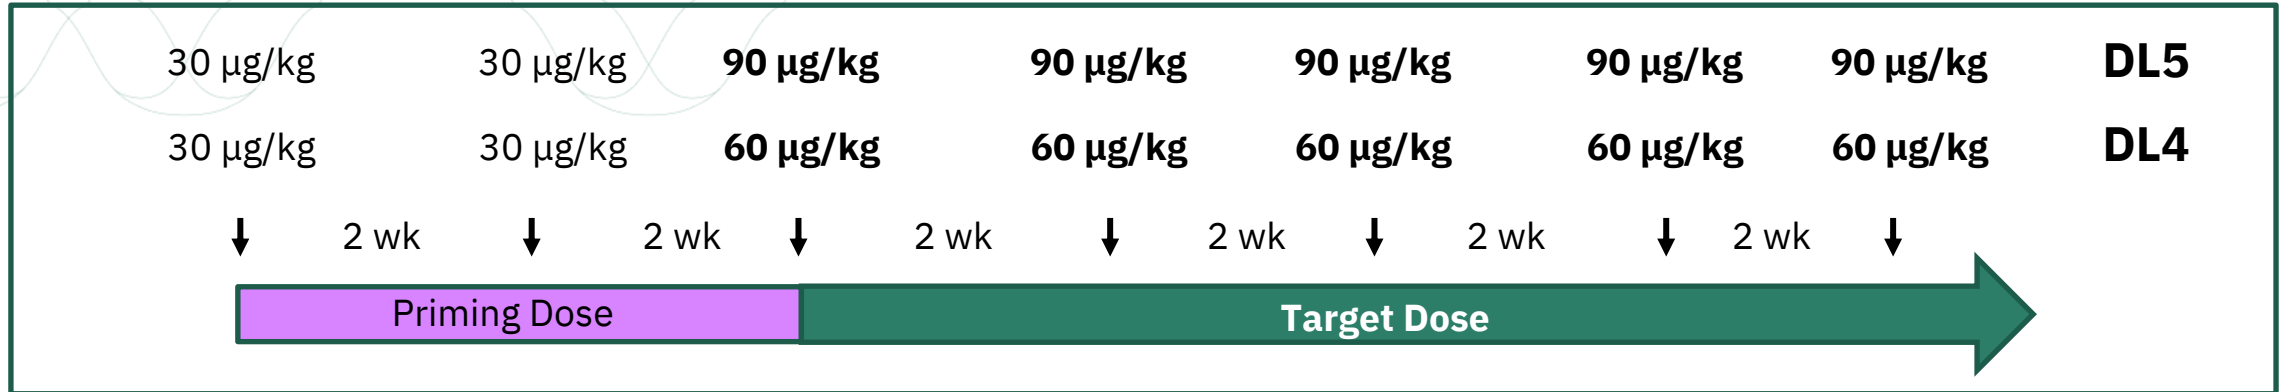 30 µg/kg 30 µg/kg 90 µg/kg 90 µg/kg 90 µg/kg 90 µg/kg 90 µg/kg DL5
30 µg/kg 30 µg/kg 60 µg/kg 60 µg/kg 60 µg/kg 60 µg/kg 60 µg/kg DL4
2 wk 2 wk 2 wk 2 wk 2 wk 2 wk
Priming Dose Target Dose